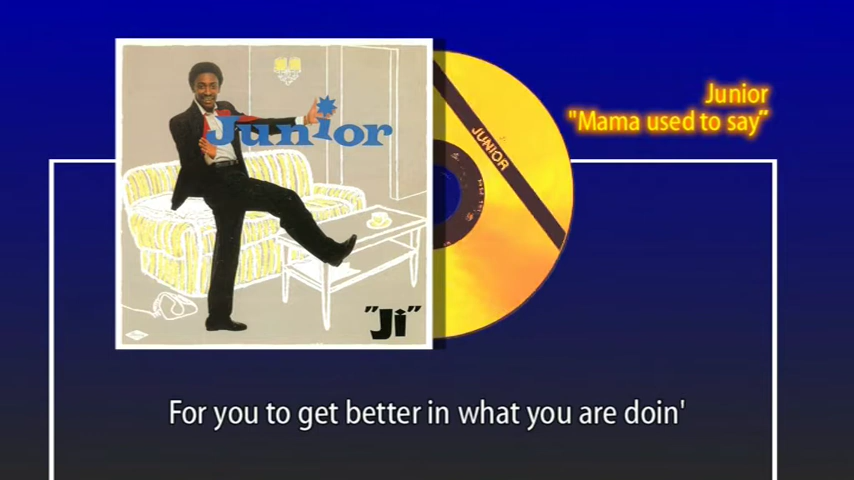 Junior
"Mama used to say"
Junior
JUNIOR
"Ji"
For you to get better in what you are doin'